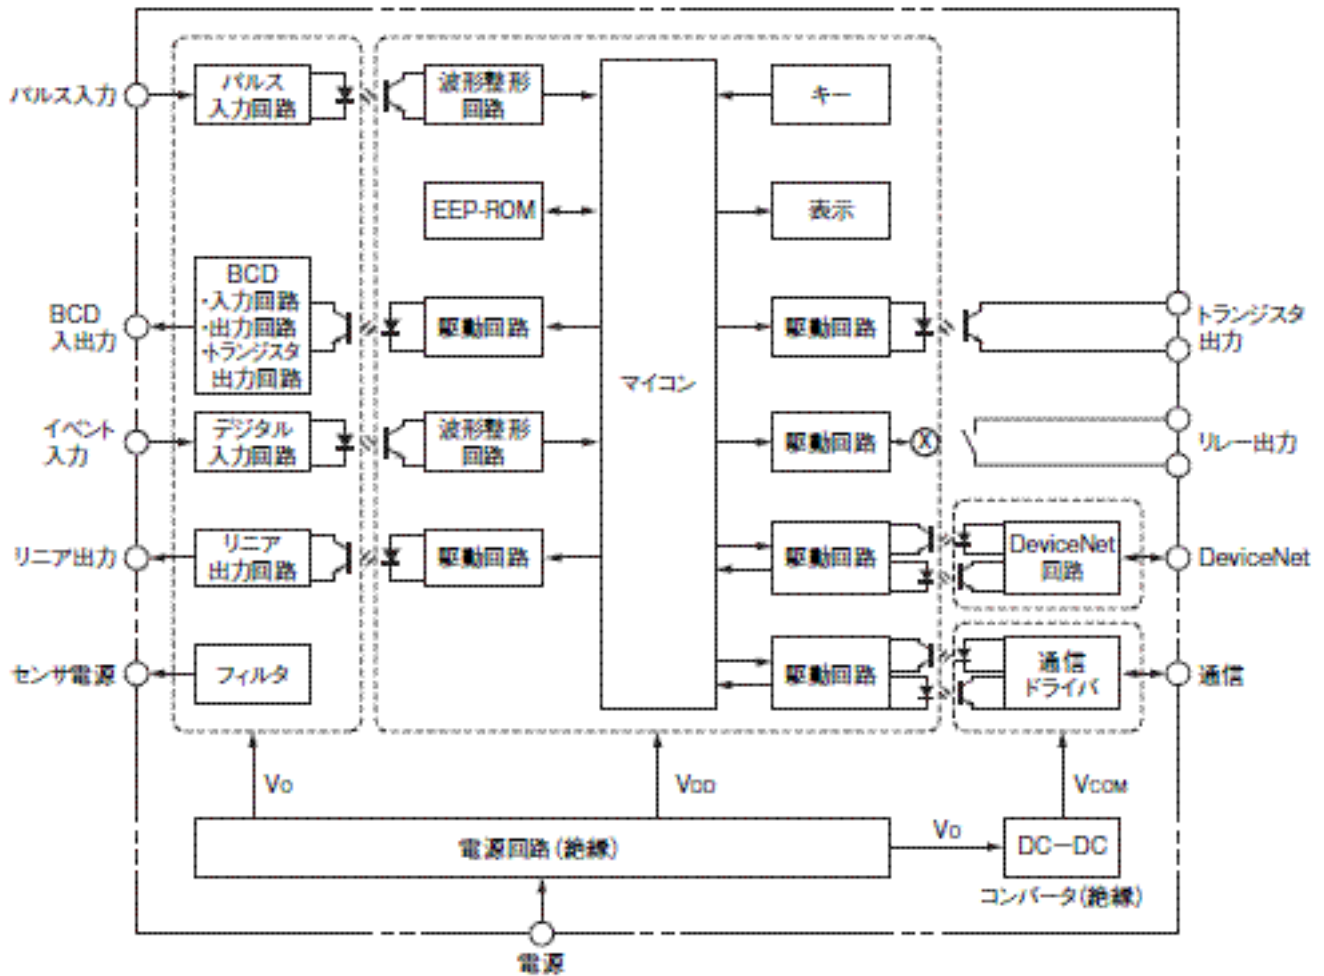 パルス入力
パルス
入力回路
波形整形
回路
キー
EEP-ROM
表示
BCD
入出力
BCD
・入力回路
・出力回路
・トランジスタ
出力回路
駆動回路
マイコン
駆動回路
トランジスタ
出力
イベント
入力
デジタル
入力回路
波形整形
回路
駆動回路
X
リレー出力
リニア出力
リニア
出力回路
駆動回路
駆動回路
DeviceNet
回路
DeviceNet
センサ電源
フィルタ
駆動回路
通信
ドライバ
通信
VO
VDD
VCOM
電源回路(絶縁)
VO
DC−DC
コンバータ(絶縁)
電源